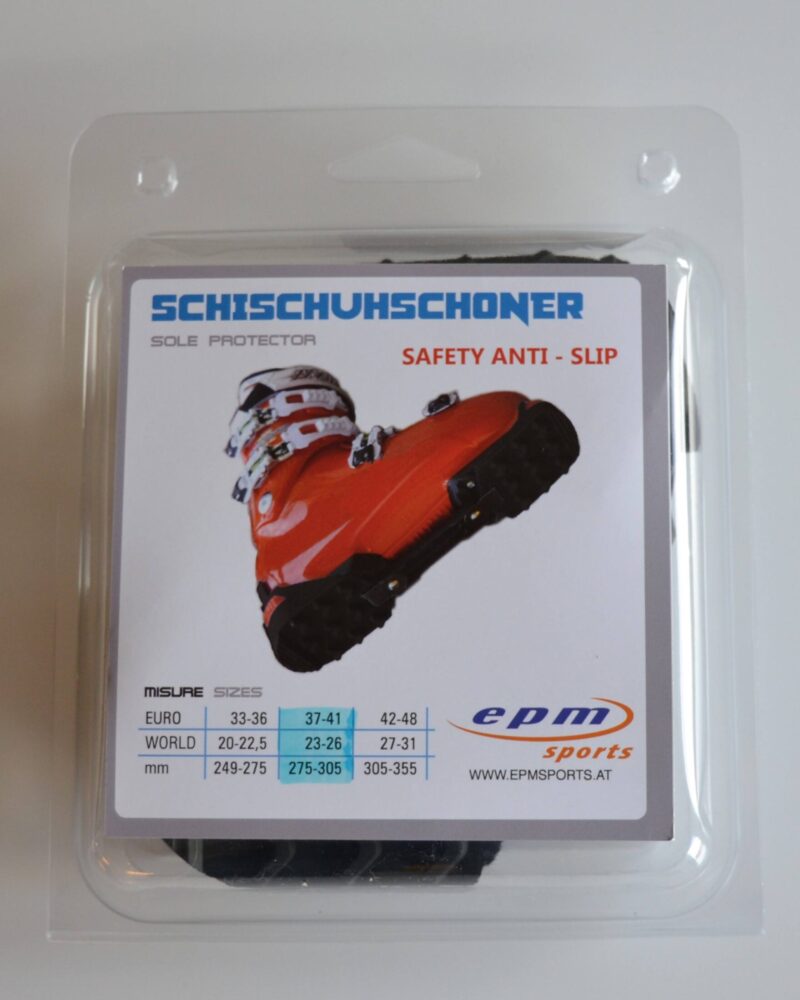 SCHISCHUHSCHONER
SOLE PROTECTOR
SAFETY ANTI - SLIP
MISURE SIZES
EURO 33-36 37-41 42-48
WORLD 20-22,5 23-26 27-31
mm 249-275 275-305 305-355
epm
sports
WWW.EPMSPORTS.AT